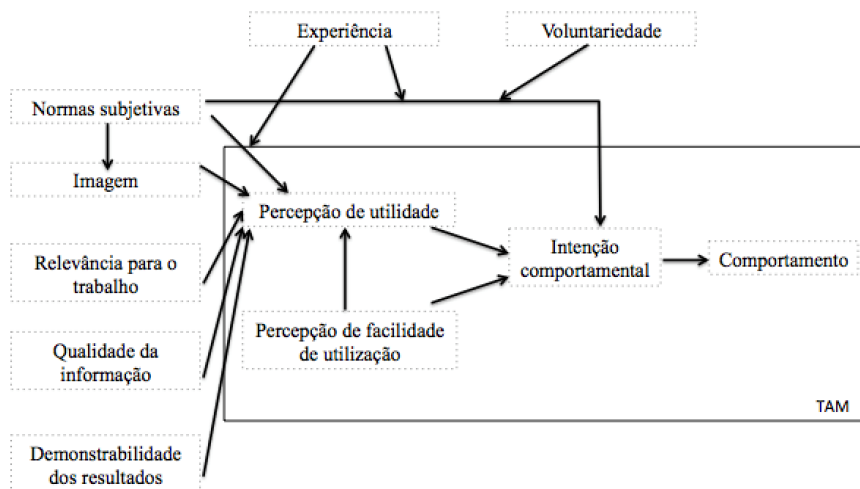 Experiência
Voluntariedade
Normas subjetivas
Imagem
Percepção de utilidade
Relevância para o
trabalho
Intenção
comportamental
Comportamento
Percepção de facilidade
de utilização
Qualidade da
informação
TAM
Demonstrabilidade
dos resultados